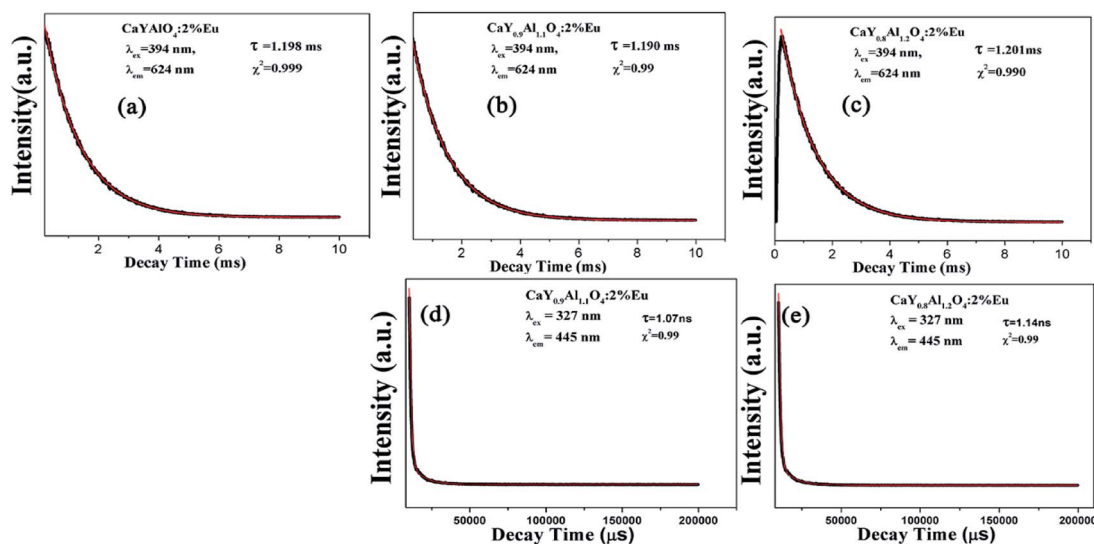 CaYAlO₄:2%Eu
λex=394 nm, τ =1.198 ms
λem=624 nm χ²=0.999
(a)
Intensity(a.u.)
2 4 6 8 10
Decay Time (ms)
CaY₀.₉Al₁.₁O₄:2%Eu
λex=394 nm, τ =1.190 ms
λem=624 nm χ²=0.99
(b)
Intensity(a.u.)
2 4 6 8 10
Decay Time (ms)
CaY₀.₈Al₁.₂O₄:2%Eu
λex=394 nm, τ =1.201ms
λem=624 nm χ²=0.990
(c)
Intensity(a.u.)
0 2 4 6 8 10
Decay Time (ms)
(d)
CaY₀.₉Al₁.₁O₄:2%Eu
λex = 327 nm τ=1.07ns
λem = 445 nm χ²=0.99
Intensity (a.u.)
50000 100000 150000 200000
Decay Time (μs)
(e)
CaY₀.₈Al₁.₂O₄:2%Eu
λex = 327 nm τ=1.14ns
λem = 445 nm χ²=0.99
Intensity (a.u.)
50000 100000 150000 200000
Decay Time (μs)